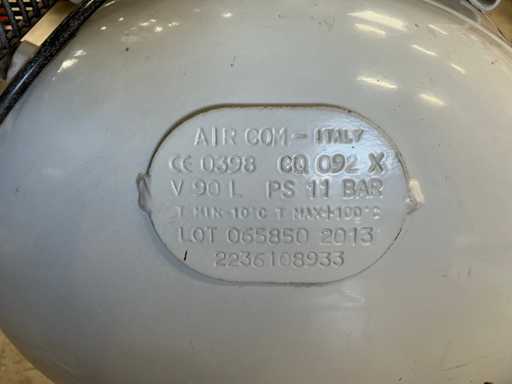 AIR COM - ITALY
CE 0398 CQ 092 X
V 90 L PS 11 BAR
T MIN -10°C T MAX +100°C
LOT 065850 2013
2236108933